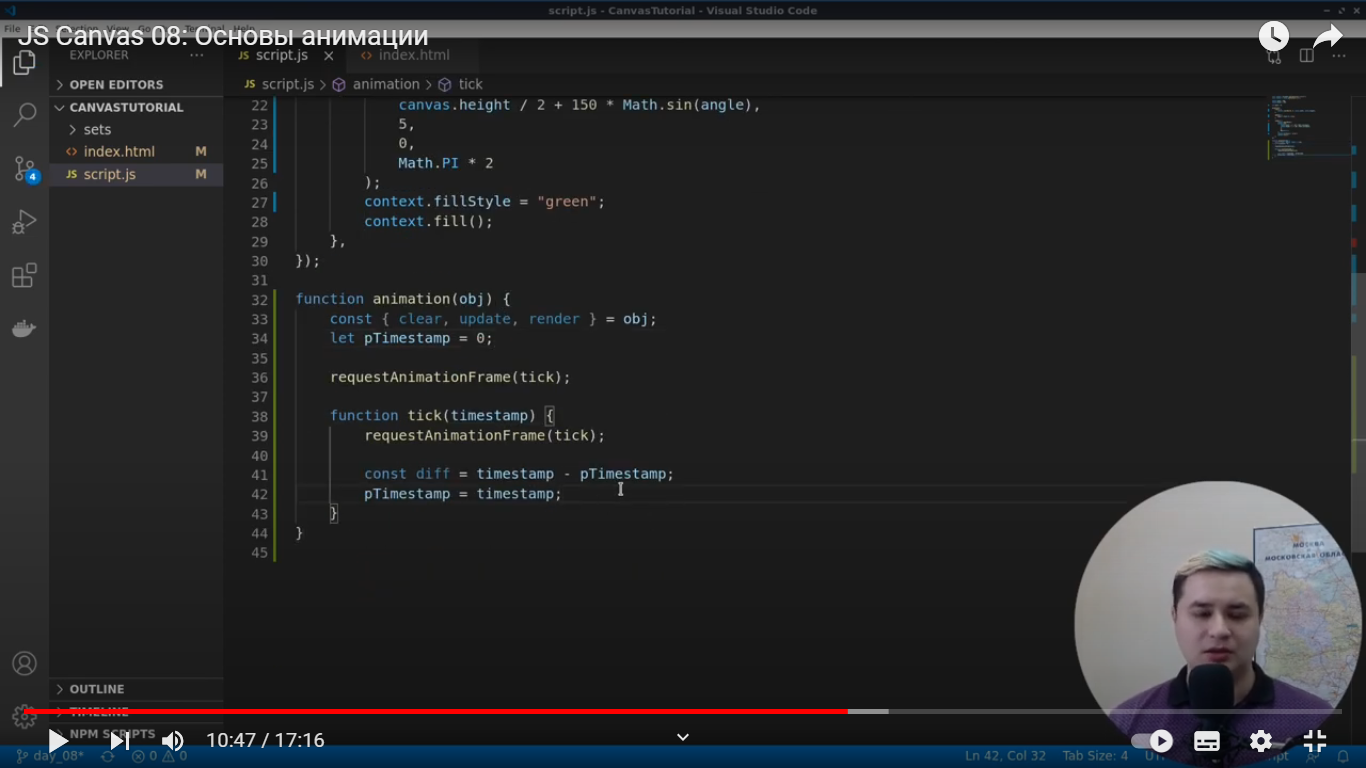 script.js - CanvasTutorial - Visual Studio Code
JS Canvas 08: Основы анимации
EXPLORER
OPEN EDITORS
CANVASTUTORIAL
sets
index.html M
JS script.js M
4
OUTLINE
TIMELINE
NPM SCRIPTS
JS script.js
index.html
JS script.js > animation > tick
22 canvas.height / 2 + 150 * Math.sin(angle),
23 5,
24 0,
25 Math.PI * 2
26 );
27 context.fillStyle = "green";
28 context.fill();
29 },
30 });
31
32 function animation(obj) {
33 const { clear, update, render } = obj;
34 let pTimestamp = 0;
35
36 requestAnimationFrame(tick);
37
38 function tick(timestamp) {
39 requestAnimationFrame(tick);
40
41 const diff = timestamp - pTimestamp;
42 pTimestamp = timestamp;
43 }
44 }
45
МОСКВА
МОСКОВСКАЯ ОБЛА
10:47 / 17:16
day_08*
0
0
Ln 42, Col 32
Tab Size: 4